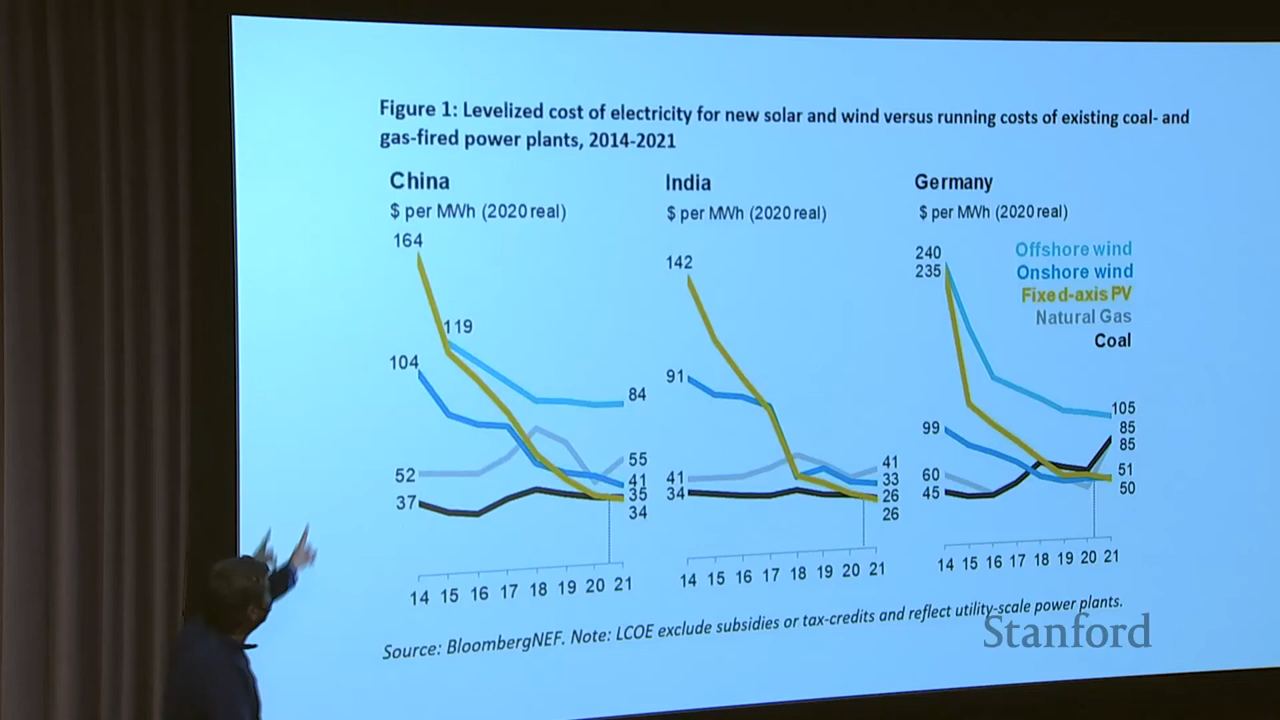 Figure 1: Levelized cost of electricity for new solar and wind versus running costs of existing coal- and
gas-fired power plants, 2014-2021
China
$ per MWh (2020 real)
164
119
104
52
37
84
55
41
35
34
14 15 16 17 18 19 20 21
India
$ per MWh (2020 real)
142
91
41
34
41
33
26
26
14 15 16 17 18 19 20 21
Germany
$ per MWh (2020 real)
240
235
99
60
45
Offshore wind
Onshore wind
Fixed-axis PV
Natural Gas
Coal
105
85
85
51
50
14 15 16 17 18 19 20 21
Source: BloombergNEF. Note: LCOE exclude subsidies or tax-credits and reflect utility-scale power plants.
Stanford